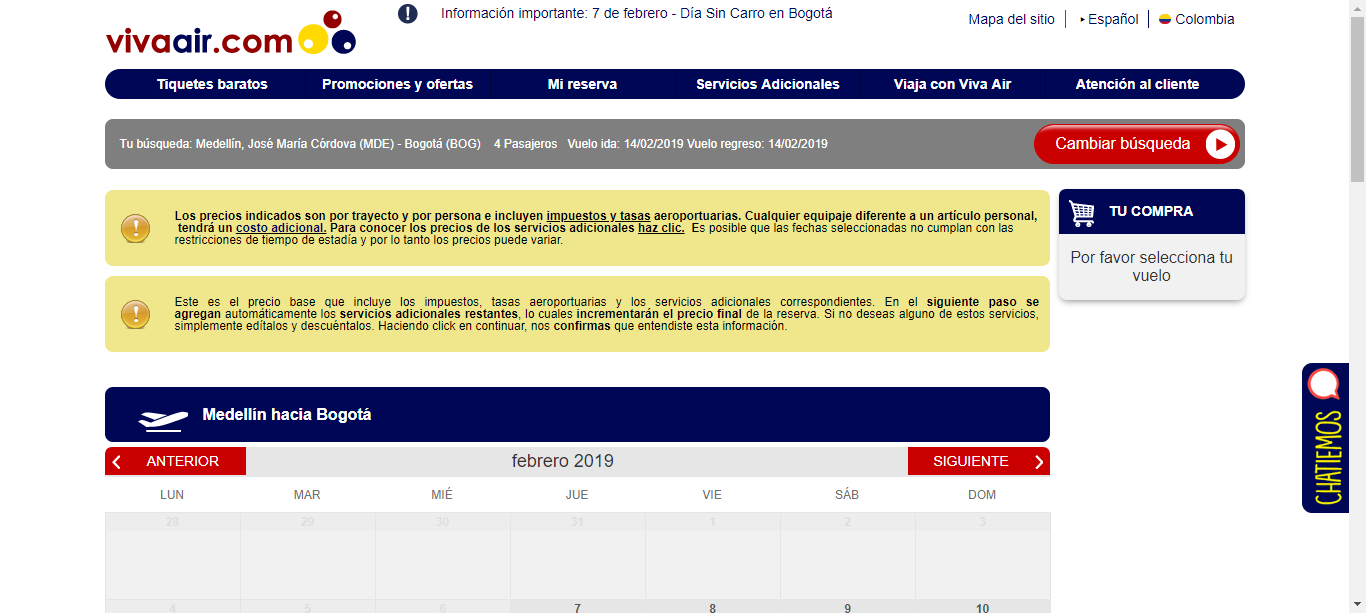 Información importante: 7 de febrero - Día Sin Carro en Bogotá
Mapa del sitio
Español
Colombia
vivaair.com
Tiquetes baratos
Promociones y ofertas
Mi reserva
Servicios Adicionales
Viaja con Viva Air
Atención al cliente
Tu búsqueda: Medellín, José María Córdova (MDE) - Bogotá (BOG) 4 Pasajeros Vuelo ida: 14/02/2019 Vuelo regreso: 14/02/2019
Cambiar búsqueda
Los precios indicados son por trayecto y por persona e incluyen impuestos y tasas aeroportuarias. Cualquier equipaje diferente a un artículo personal,
tendrá un costo adicional. Para conocer los precios de los servicios adicionales haz clic. Es posible que las fechas seleccionadas no cumplan con las
restricciones de tiempo de estadía y por lo tanto los precios puede variar.
TU COMPRA
Por favor selecciona tu
vuelo
Este es el precio base que incluye los impuestos, tasas aeroportuarias y los servicios adicionales correspondientes. En el siguiente paso se
agregan automáticamente los servicios adicionales restantes, lo cuales incrementarán el precio final de la reserva. Si no deseas alguno de estos servicios,
simplemente edítalos y descuéntalos. Haciendo click en continuar, nos confirmas que entendiste esta información.
CHATIEMOS
Medellín hacia Bogotá
ANTERIOR
febrero 2019
SIGUIENTE
LUN MAR MIÉ JUE VIE SÁB DOM
28 29 30 31 1 2 3
4 5 6 7 8 9 10